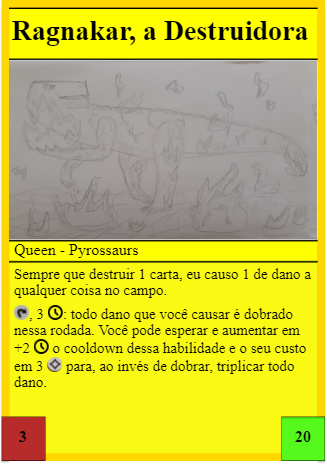 Ragnakar, a Destruidora
Queen - Pyrossaurs
Sempre que destruir 1 carta, eu causo 1 de dano a
qualquer coisa no campo.
, 3 : todo dano que você causar é dobrado
nessa rodada. Você pode esperar e aumentar em
+2 o cooldown dessa habilidade e o seu custo
em 3 para, ao invés de dobrar, triplicar todo
dano.
3
20